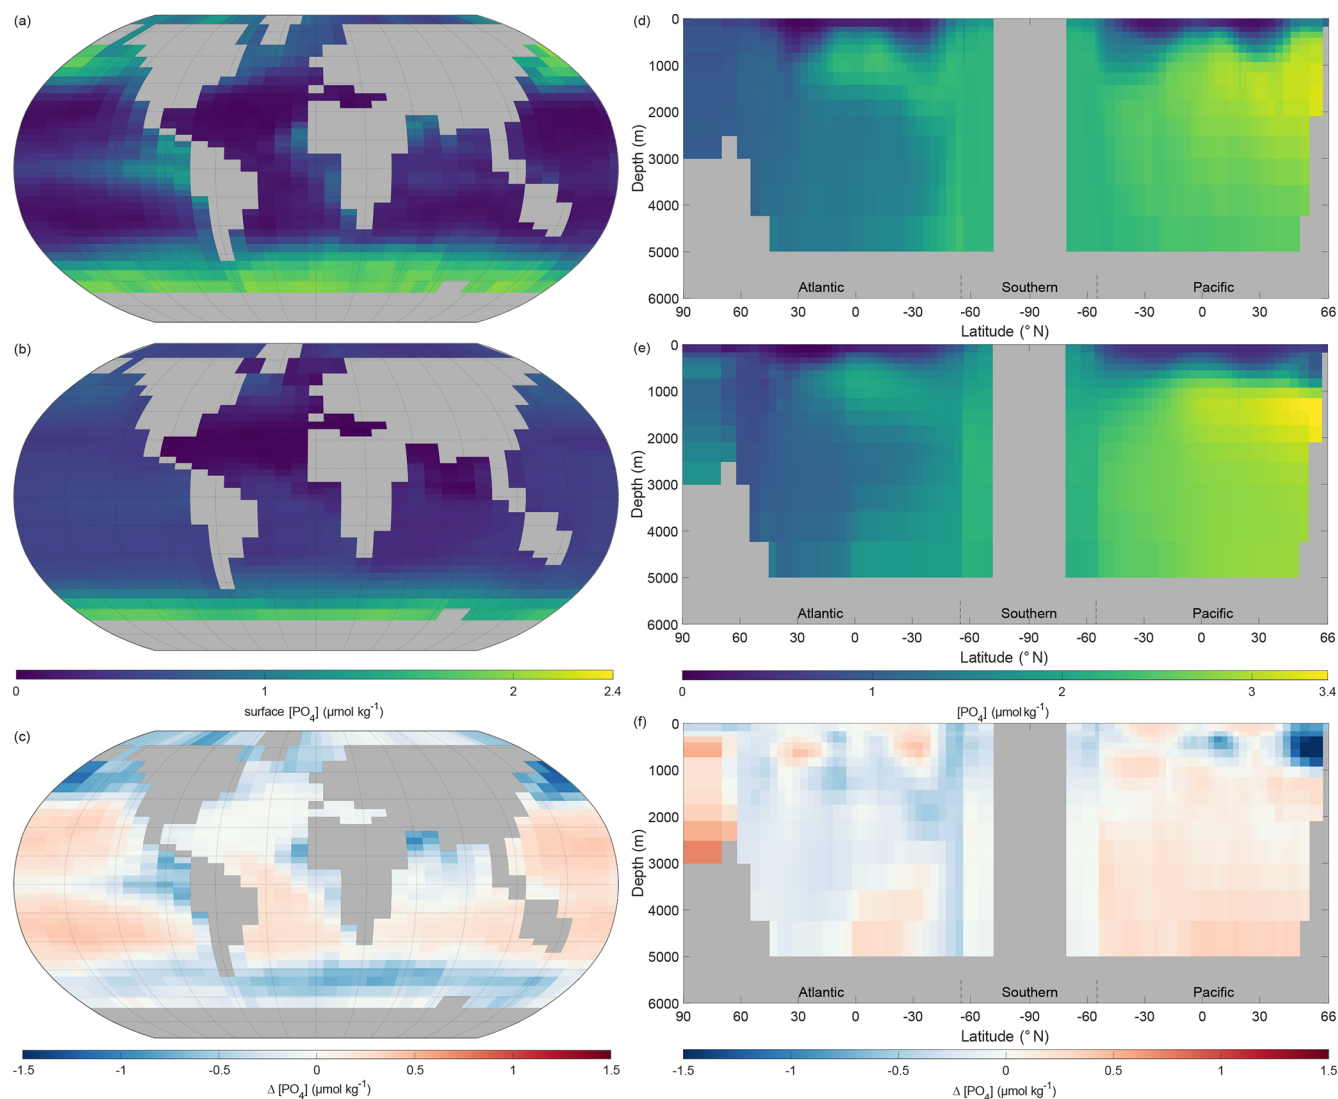 (a)
(b)
0 1 2 2.4
surface [PO4] (µmol kg-1)
(c)
-1.5 -1 -0.5 0 0.5 1 1.5
Δ [PO4] (µmol kg-1)
(d)
0
1000
2000
3000
4000
5000
6000
Depth (m)
Atlantic Southern Pacific
90 60 30 0 -30 -60 -60 -30 0 30 66
Latitude (° N)
(e)
0
1000
2000
3000
4000
5000
6000
Depth (m)
Atlantic Southern Pacific
90 60 30 0 -30 -60 -60 -30 0 30 66
Latitude (° N)
0 1 2 3 3.4
[PO4] (µmol kg-1)
(f)
0
1000
2000
3000
4000
5000
6000
Depth (m)
Atlantic Southern Pacific
90 60 30 0 -30 -60 -60 -30 0 30 66
Latitude (° N)
-1.5 -1 -0.5 0 0.5 1 1.5
Δ [PO4] (µmol kg-1)